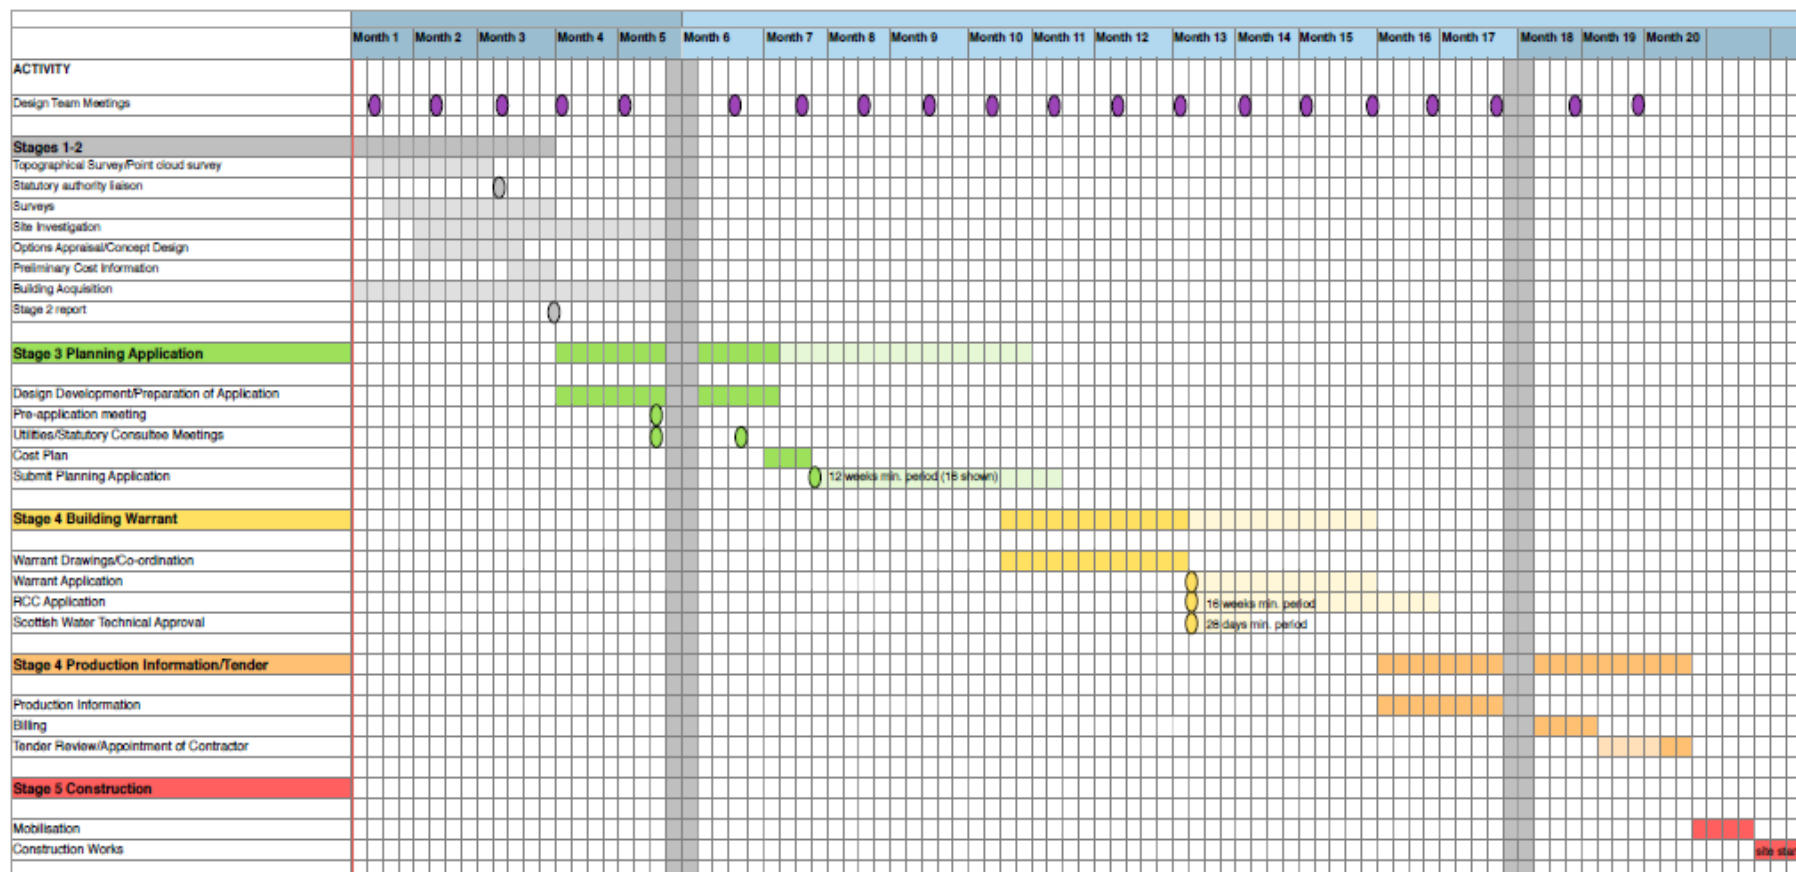 Month 1 Month 2 Month 3 Month 4 Month 5 Month 6 Month 7 Month 8 Month 9 Month 10 Month 11 Month 12 Month 13 Month 14 Month 15 Month 16 Month 17 Month 18 Month 19 Month 20
ACTIVITY
Design Team Meetings
Stages 1-2
Topographical Survey/Point cloud survey
Statutory authority liaison
Surveys
Site Investigation
Options Appraisal/Concept Design
Preliminary Cost Information
Building Acquisition
Stage 2 report
Stage 3 Planning Application
Design Development/Preparation of Application
Pre-application meeting
Utilities/Statutory Consultee Meetings
Cost Plan
Submit Planning Application 12 weeks min. period (16 shown)
Stage 4 Building Warrant
Warrant Drawings/Co-ordination
Warrant Application
RCC Application 16 weeks min. period
Scottish Water Technical Approval 28 days min. period
Stage 4 Production Information/Tender
Production Information
Billing
Tender Review/Appointment of Contractor
Stage 5 Construction
Mobilisation
Construction Works site star